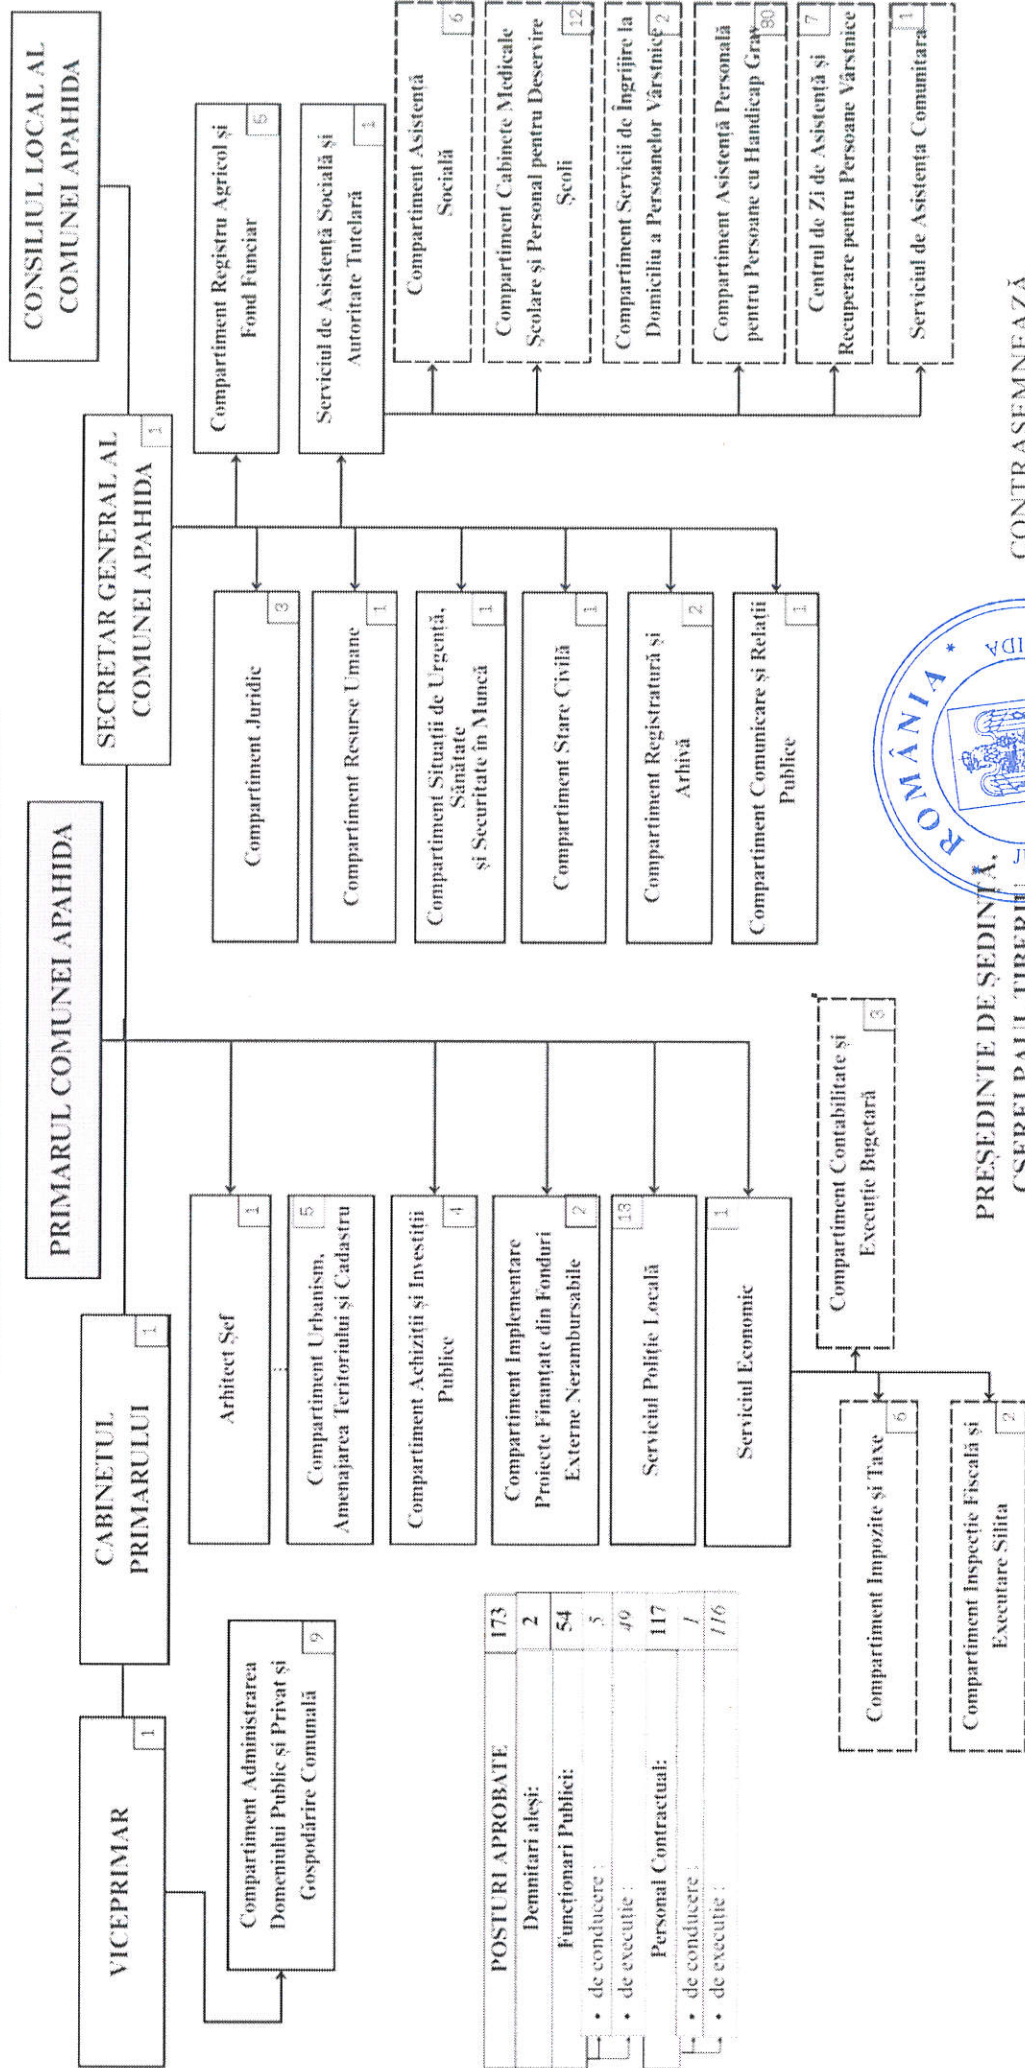 CONSILIUL LOCAL AL
COMUNEI APAHIDA
PRIMARUL COMUNEI APAHIDA
SECRETAR GENERAL AL
COMUNEI APAHIDA
1
CABINETUL
PRIMARULUI
1
VICEPRIMAR
1
Compartiment Administrarea
Domeniului Public și Privat și
Gospodărire Comunală
9
Arhitect Șef
1
Compartiment Urbanism,
Amenajarea Teritoriului și Cadastru
5
Compartiment Achiziții și Investiții
Publice
4
Compartiment Implementare
Proiecte Finanțate din Fonduri
Externe Nerambursabile
2
Serviciul Poliție Locală
13
Serviciul Economic
1
Compartiment Contabilitate și
Execuție Bugetară
3
Compartiment Impozite și Taxe
6
Compartiment Inspecție Fiscală și
Executare Silita
2
Compartiment Juridic
3
Compartiment Resurse Umane
1
Compartiment Situații de Urgență,
Sănătate
și Securitate în Muncă
1
Compartiment Stare Civilă
1
Compartiment Registratură și
Arhivă
2
Compartiment Comunicare și Relații
Publice
1
Compartiment Registru Agricol și
Fond Funciar
5
Serviciul de Asistență Socială și
Autoritate Tutelară
1
Compartiment Asistență
Socială
6
Compartiment Cabinete Medicale
Școlare și Personal pentru Deservire
Școli
12
Compartiment Servicii de Îngrijire la
Domiciliu a Persoanelor Vârstnice
2
Compartiment Asistență Personală
pentru Persoane cu Handicap Grav
80
Centrul de Zi de Asistență și
Recuperare pentru Persoane Vârstnice
7
Serviciul de Asistența Comunitara
1
POSTURI APROBATE 173
Demnitari aleși: 2
Funcționari Publici: 54
• de conducere : 5
• de execuție : 49
Personal Contractual: 117
• de conducere : 1
• de execuție : 116
PREȘEDINTE DE ȘEDINȚĂ,
CSEREI PAUL TIBERIU
CONTRASEMNEAZĂ
* ROMÂNIA *